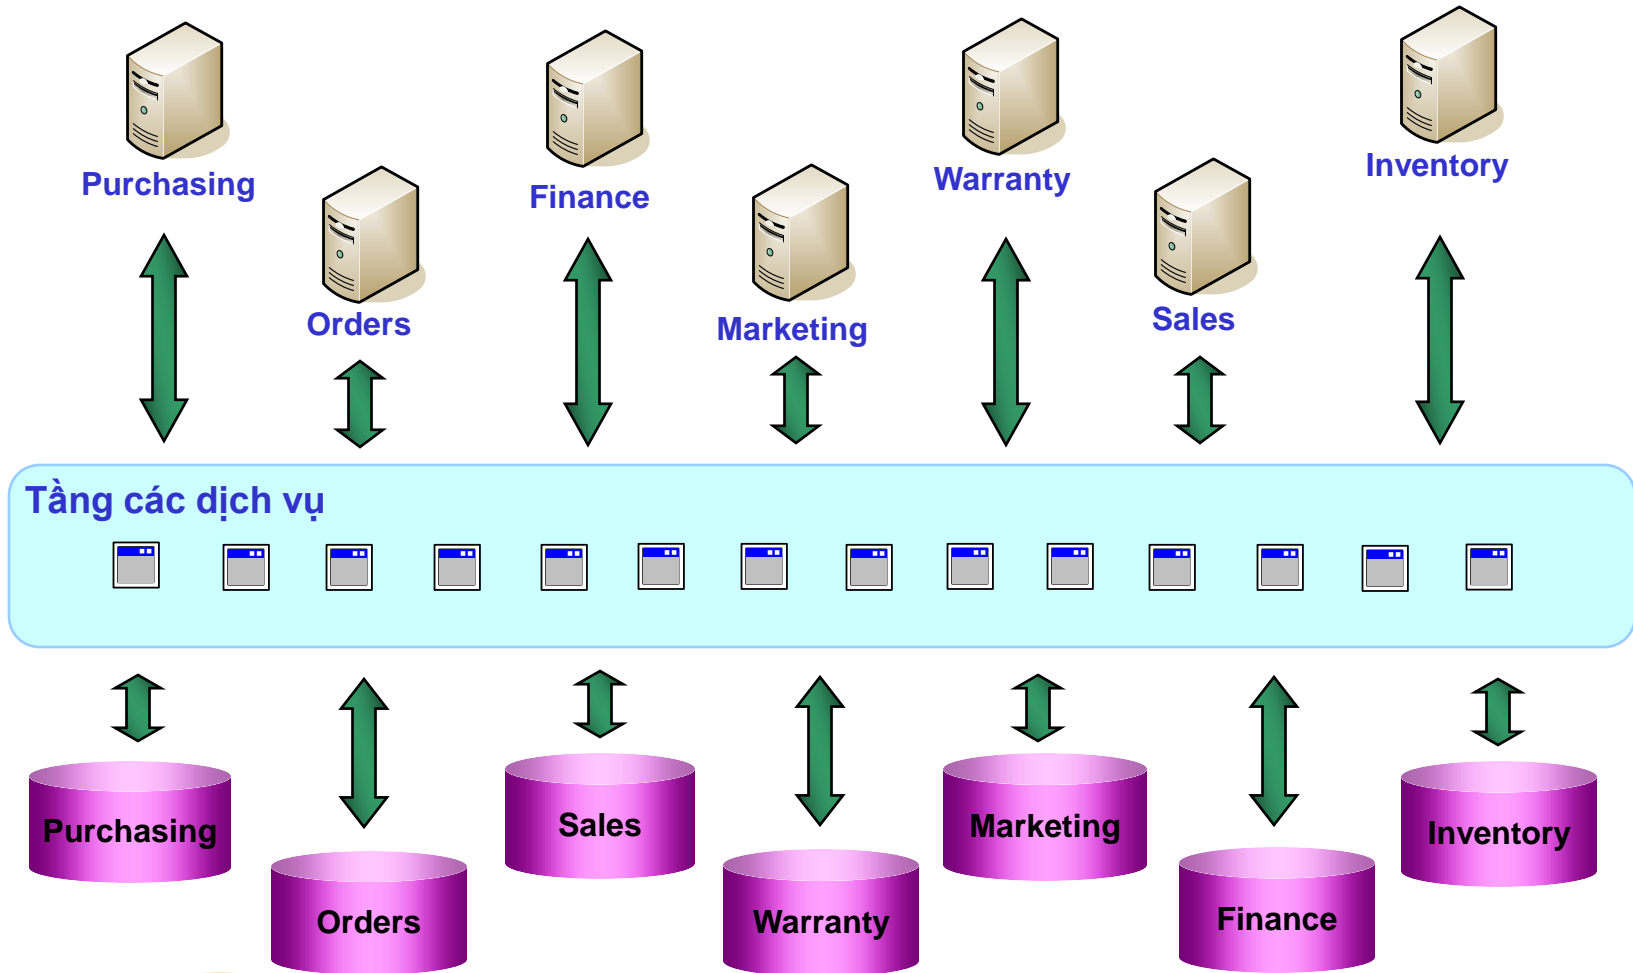 Purchasing
Finance
Warranty
Inventory
Orders
Marketing
Sales
Tầng các dịch vụ
Purchasing
Sales
Marketing
Inventory
Orders
Warranty
Finance